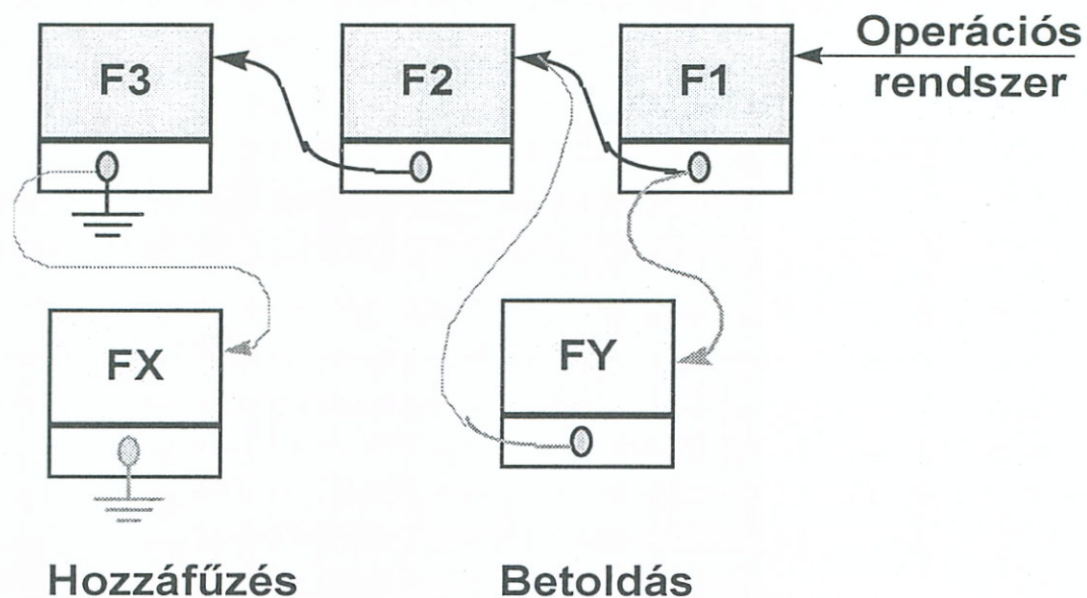 Operációs
rendszer
F3
F2
F1
FX
FY
Hozzáfűzés
Betoldás